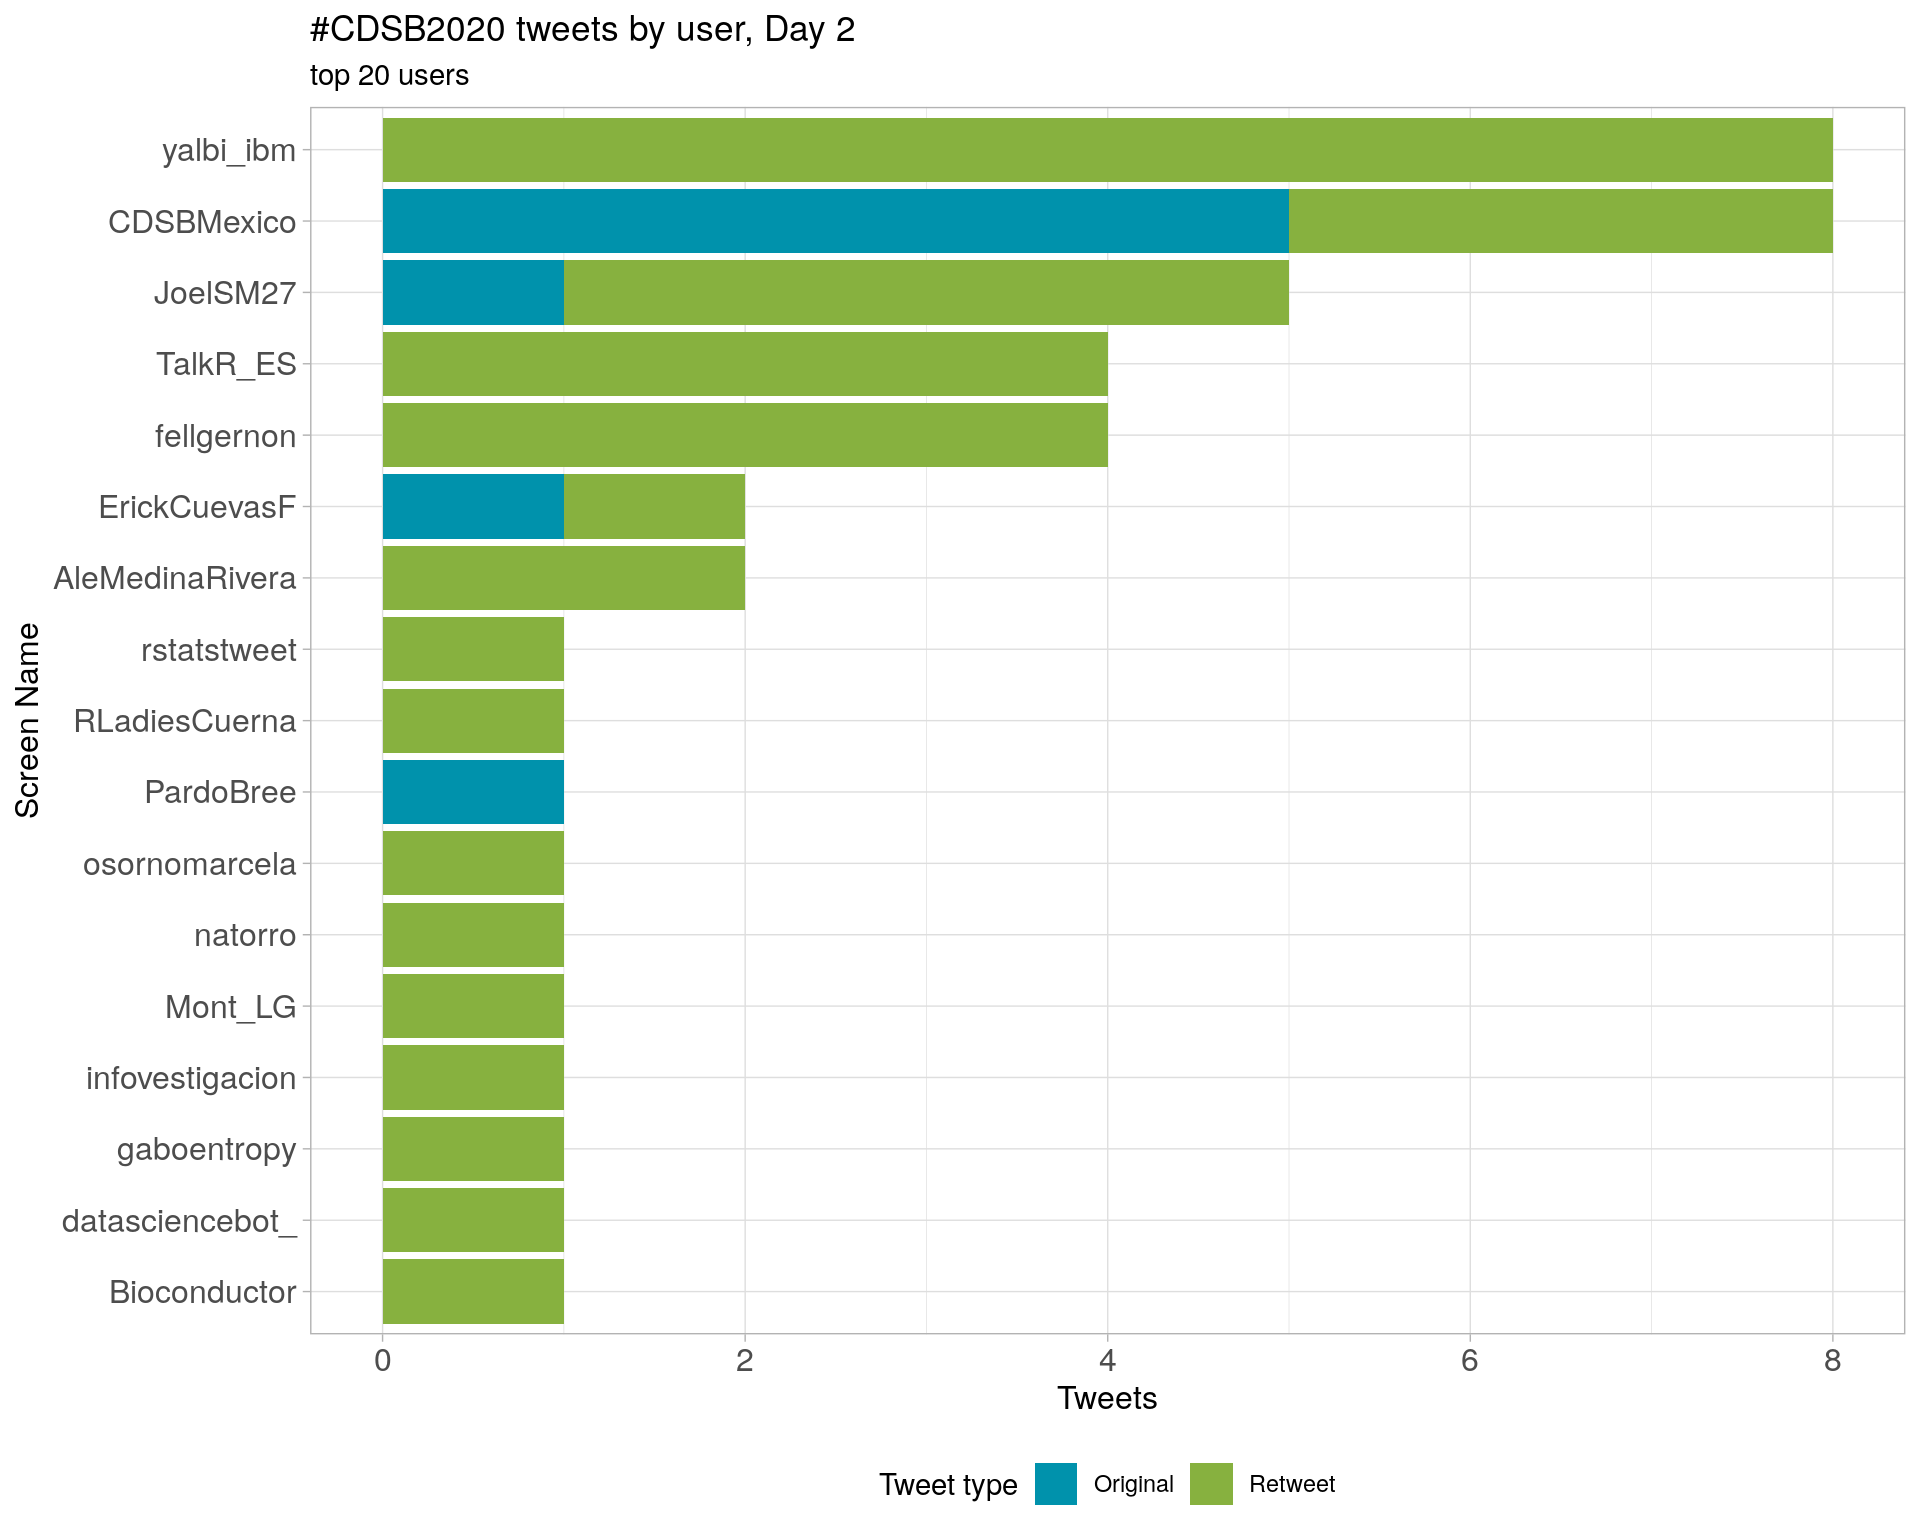 #CDSB2020 tweets by user, Day 2
top 20 users
yalbi_ibm
CDSBMexico
JoelSM27
TalkR_ES
fellgernon
ErickCuevasF
AleMedinaRivera
rstatstweet
RLadiesCuerna
PardoBree
osornomarcela
natorro
Mont_LG
infovestigacion
gaboentropy
datasciencebot_
Bioconductor
Screen Name
0 2 4 6 8
Tweets
Tweet type Original Retweet